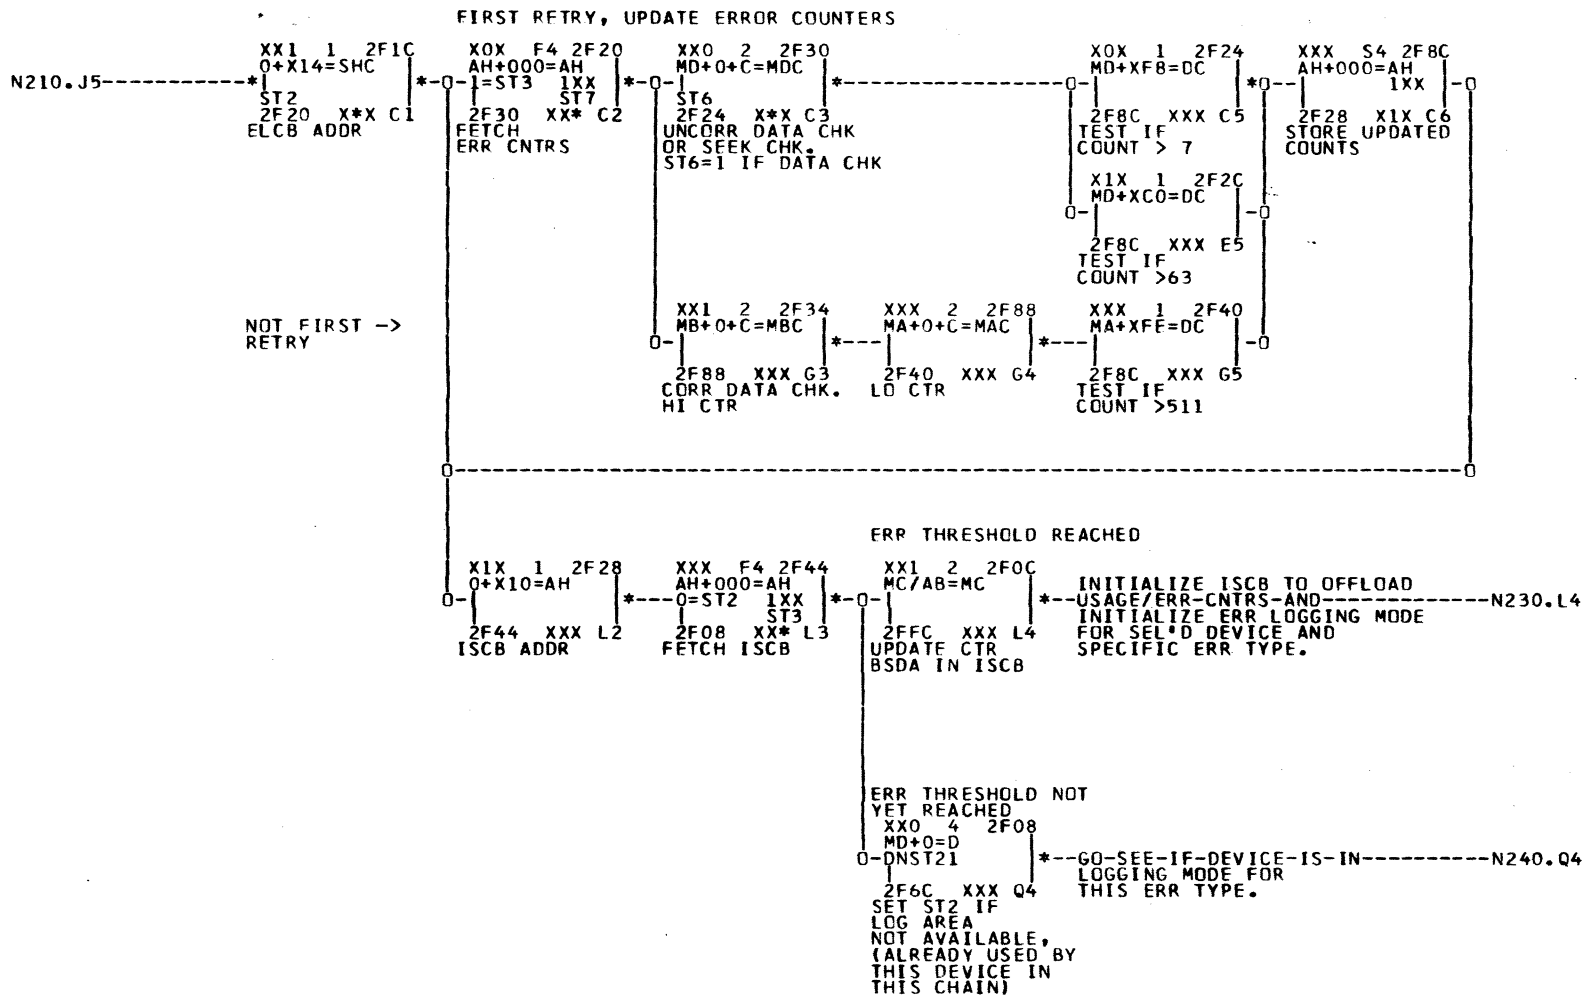 FIRST RETRY, UPDATE ERROR COUNTERS
XX1 1 2F1C
0+X14=SHC
N210.J5-----------*
ST2
2F20 X*X C1
ELCB ADDR
X0X F4 2F20
AH+000=AH
1=ST3 1XX
ST7
2F30 XX* C2
FETCH
ERR CNTRS
XX0 2 2F30
MD+0+C=MDC
ST6
2F24 X*X C3
UNCORR DATA CHK
OR SEEK CHK.
ST6=1 IF DATA CHK
X0X 1 2F24
MD+XF8=DC
2F8C XXX C5
TEST IF
COUNT > 7
XXX S4 2F8C
AH+000=AH
1XX
2F28 X1X C6
STORE UPDATED
COUNTS
X1X 1 2F2C
MD+XC0=DC
2F8C XXX E5
TEST IF
COUNT >63
NOT FIRST ->
RETRY
XX1 2 2F34
MB+0+C=MBC
2F88 XXX G3
CORR DATA CHK.
HI CTR
XXX 2 2F88
MA+0+C=MAC
2F40 XXX G4
LO CTR
XXX 1 2F40
MA+XFE=DC
2F8C XXX G5
TEST IF
COUNT >511
ERR THRESHOLD REACHED
X1X 1 2F28
0+X10=AH
2F44 XXX L2
ISCB ADDR
XXX F4 2F44
AH+000=AH
0=ST2 1XX
ST3
2F08 XX* L3
FETCH ISCB
XX1 2 2F0C
MC/AB=MC
2FFC XXX L4
UPDATE CTR
BSDA IN ISCB
INITIALIZE ISCB TO OFFLOAD
*--USAGE/ERR-CNTRS-AND------------N230.L4
INITIALIZE ERR LOGGING MODE
FOR SEL'D DEVICE AND
SPECIFIC ERR TYPE.
ERR THRESHOLD NOT
YET REACHED
XX0 4 2F08
MD+0=D
DNST21
2F6C XXX Q4
SET ST2 IF
LOG AREA
NOT AVAILABLE,
(ALREADY USED BY
THIS DEVICE IN
THIS CHAIN)
*--GO-SEE-IF-DEVICE-IS-IN---------N240.Q4
LOGGING MODE FOR
THIS ERR TYPE.